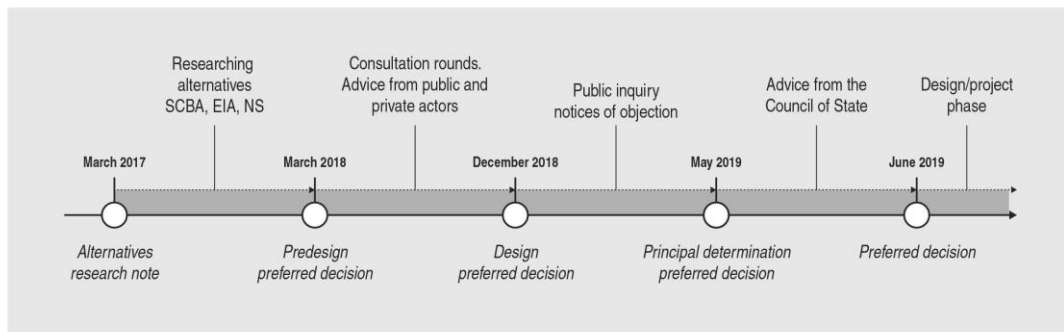 Researching
alternatives
SCBA, EIA, NS
Consultation rounds.
Advice from public and
private actors
Public inquiry
notices of objection
Advice from the
Council of State
Design/project
phase
March 2017
March 2018
December 2018
May 2019
June 2019
Alternatives
research note
Predesign
preferred decision
Design
preferred decision
Principal determination
preferred decision
Preferred decision